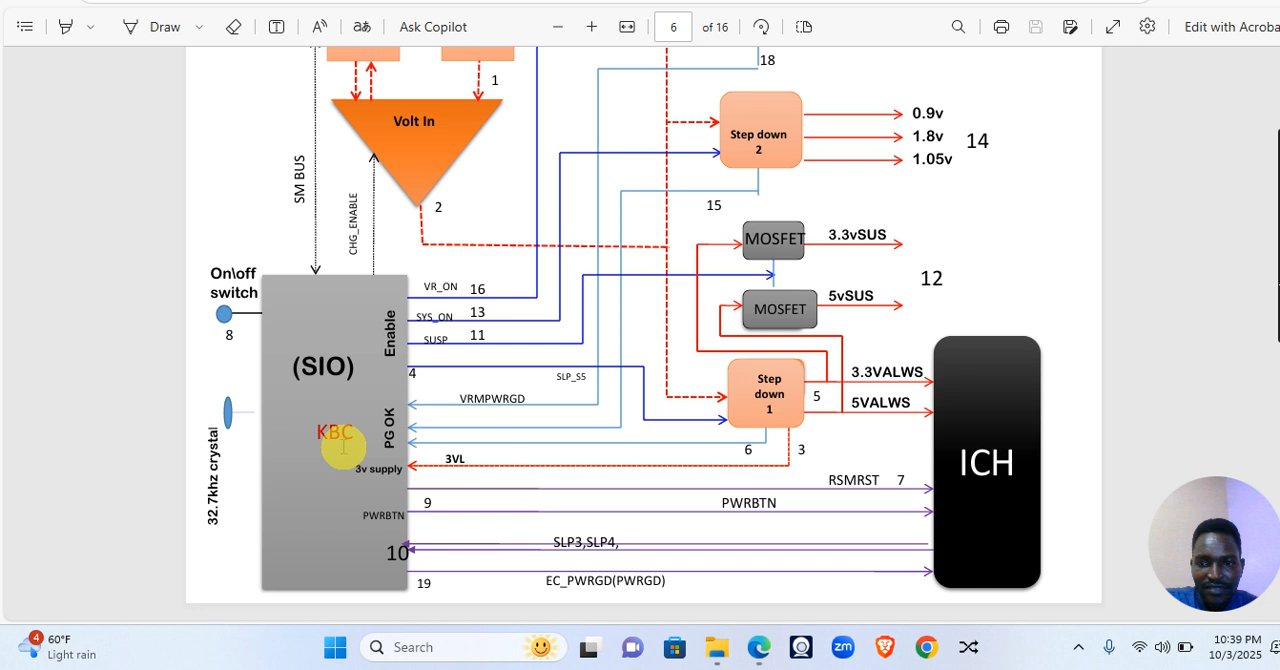 Draw
Ask Copilot
6
of 16
Edit with Acroba
18
1
Volt In
Step down
2
0.9v
1.8v
1.05v
14
SM BUS
CHG_ENABLE
2
15
MOSFET
3.3vSUS
12
MOSFET
5vSUS
On\off
switch
8
VR_ON
16
SYS_ON
13
SUSP
11
Enable
(SIO)
4
SLP_S5
Step
down
1
3.3VALWS
5
5VALWS
VRMPWRGD
PG OK
KBC
6
3
3VL
3v supply
ICH
32.7khz crystal
RSMRST
7
9
PWRBTN
PWRBTN
10
SLP3,SLP4,
19
EC_PWRGD(PWRGD)
4
60°F
Light rain
Search
zm
10:39 PM
10/3/2025